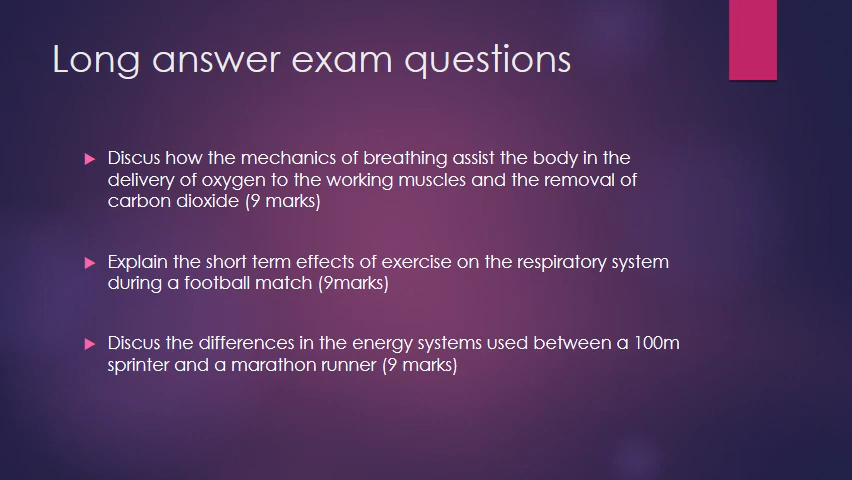 Long answer exam questions
Discus how the mechanics of breathing assist the body in the
delivery of oxygen to the working muscles and the removal of
carbon dioxide (9 marks)
Explain the short term effects of exercise on the respiratory system
during a football match (9marks)
Discus the differences in the energy systems used between a 100m
sprinter and a marathon runner (9 marks)